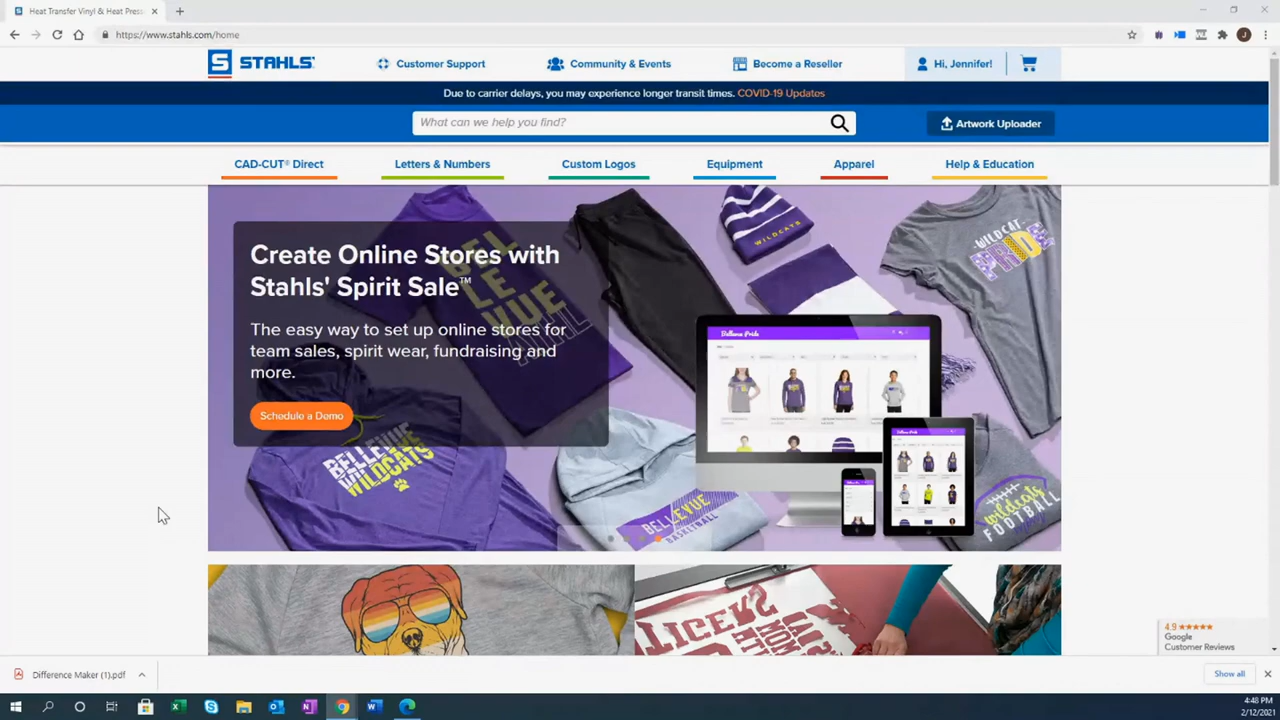 Heat Transfer Vinyl & Heat Press
https://www.stahls.com/home
J
S STAHLS'
Customer Support
Community & Events
Become a Reseller
Hi, Jennifer!
Due to carrier delays, you may experience longer transit times. COVID-19 Updates
What can we help you find?
Artwork Uploader
CAD-CUT® Direct
Letters & Numbers
Custom Logos
Equipment
Apparel
Help & Education
Create Online Stores with
Stahls' Spirit Sale™
The easy way to set up online stores for
team sales, spirit wear, fundraising and
more.
Schedule a Demo
BEL
LE
VUE
WILDCATS
WILDCAT
PRIDE
Bellevue Pride
BELLEVUE
WILDCATS
BELLEVUE
BASKETBALL
wildcats
FOOTBALL
TIGERS
4.9 ★★★★★
Google
Customer Reviews
Difference Maker (1).pdf
Show all
4:48 PM
2/12/2021